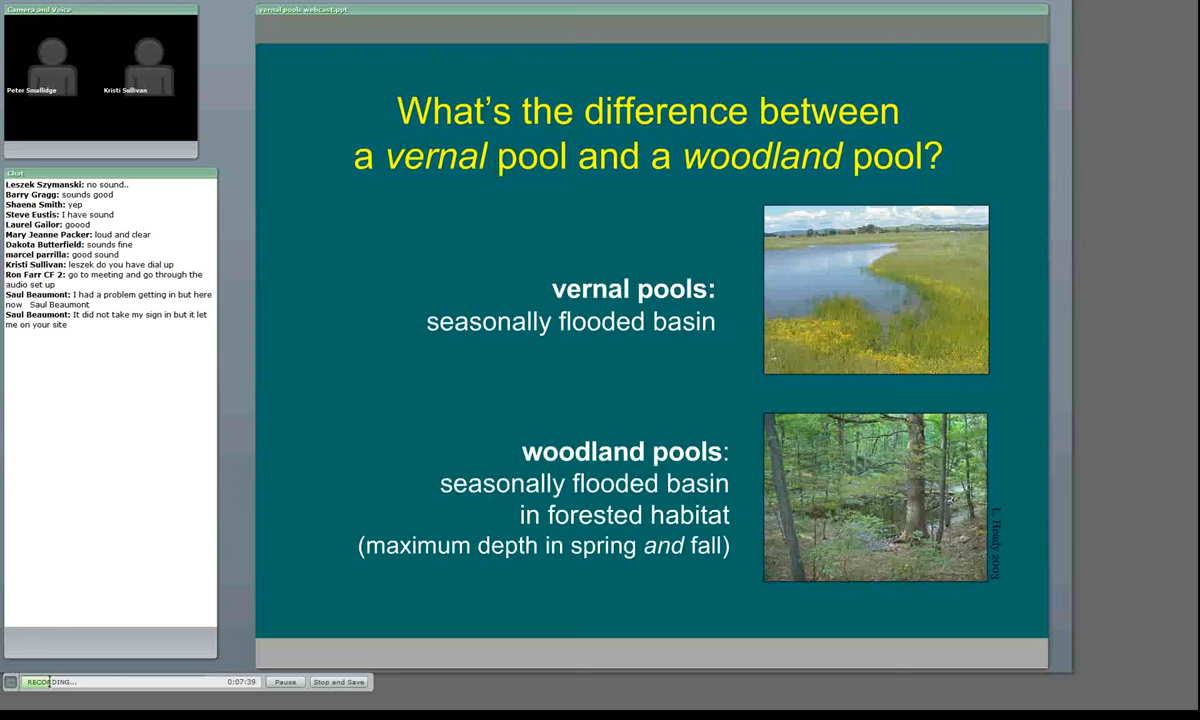 Camera and Voice
Peter Smallidge
Kristi Sullivan
Chat
Leszek Szymanski: no sound..
Barry Gragg: sounds good
Shaena Smith: yep
Steve Eustis: I have sound
Laurel Gailor: goood
Mary Jeanne Packer: loud and clear
Dakota Butterfield: sounds fine
marcel parrilla: good sound
Kristi Sullivan: leszek do you have dial up
Ron Farr CF 2: go to meeting and go through the
audio set up
Saul Beaumont: I had a problem getting in but here
now Saul Beaumont
Saul Beaumont: It did not take my sign in but it let
me on your site
vernal pools webcast.ppt
What's the difference between
a vernal pool and a woodland pool?
vernal pools:
seasonally flooded basin
woodland pools:
seasonally flooded basin
in forested habitat
(maximum depth in spring and fall)
L. Heady 2003
RECORDING...
0:07:39
Pause
Stop and Save